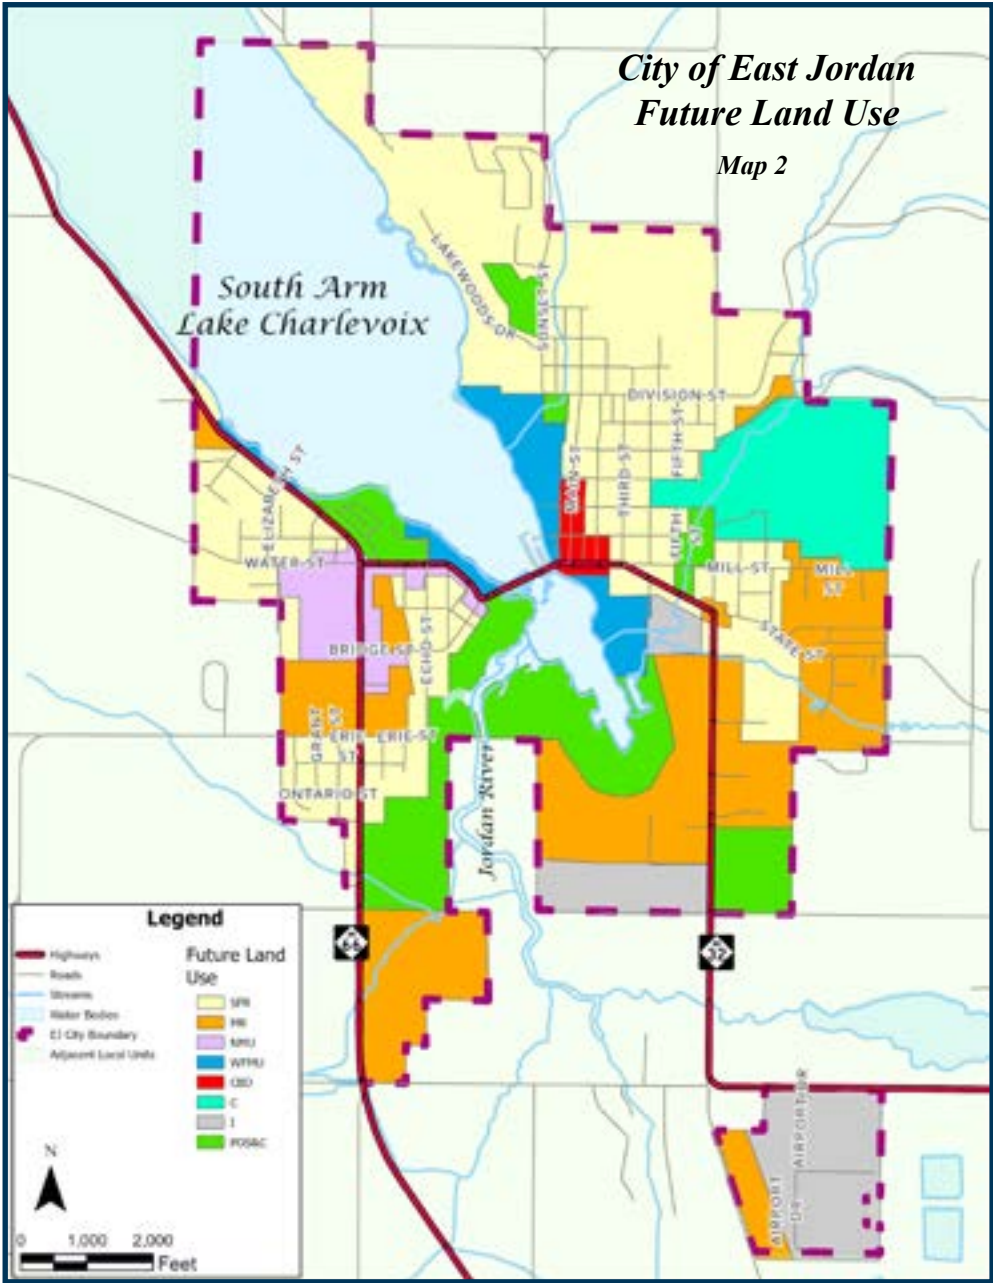 City of East Jordan
Future Land Use
Map 2
South Arm
Lake Charlevoix
LAKEWOODS DR
SUNSET ST
DIVISION ST
MAIN ST
THIRD ST
FIFTH ST
FIFTH ST
ELIZABETH ST
WATER ST
MILL ST
MILL ST
STATE ST
BRIDGE ST
ECHO ST
GRANT ST
ERIE ST
ERIE ST
ONTARIO ST
Jordan River
66
32
AIRPORT DR
AIRPORT DR
Legend
Highways
Roads
Streams
Water Bodies
EJ City Boundary
Adjacent Local Units
Future Land
Use
SFR
MR
NMU
WFMU
CBD
C
I
N
0 1,000 2,000
Feet